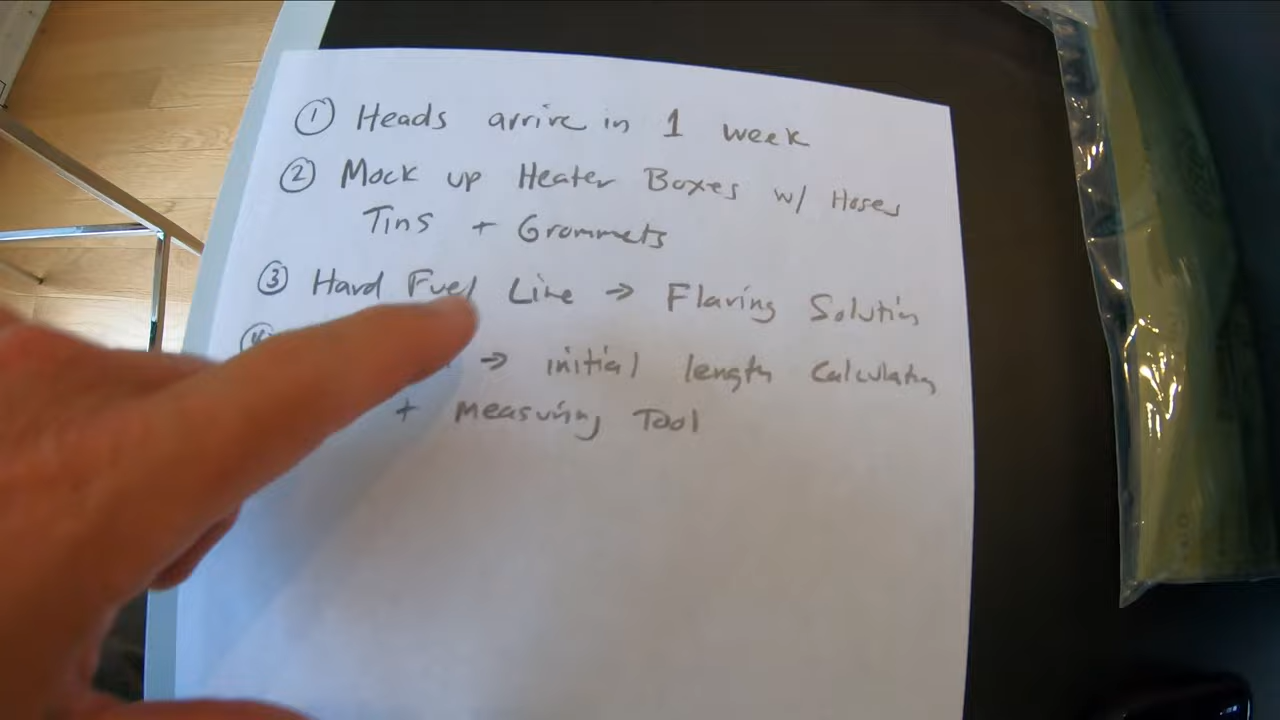 ① Heads arrive in 1 week
② Mock up Heater Boxes w/ Hoses
Tins + Grommets
③ Hard Fuel Line → Flaring Solution
④ → initial length Calculating
+ measuring Tool